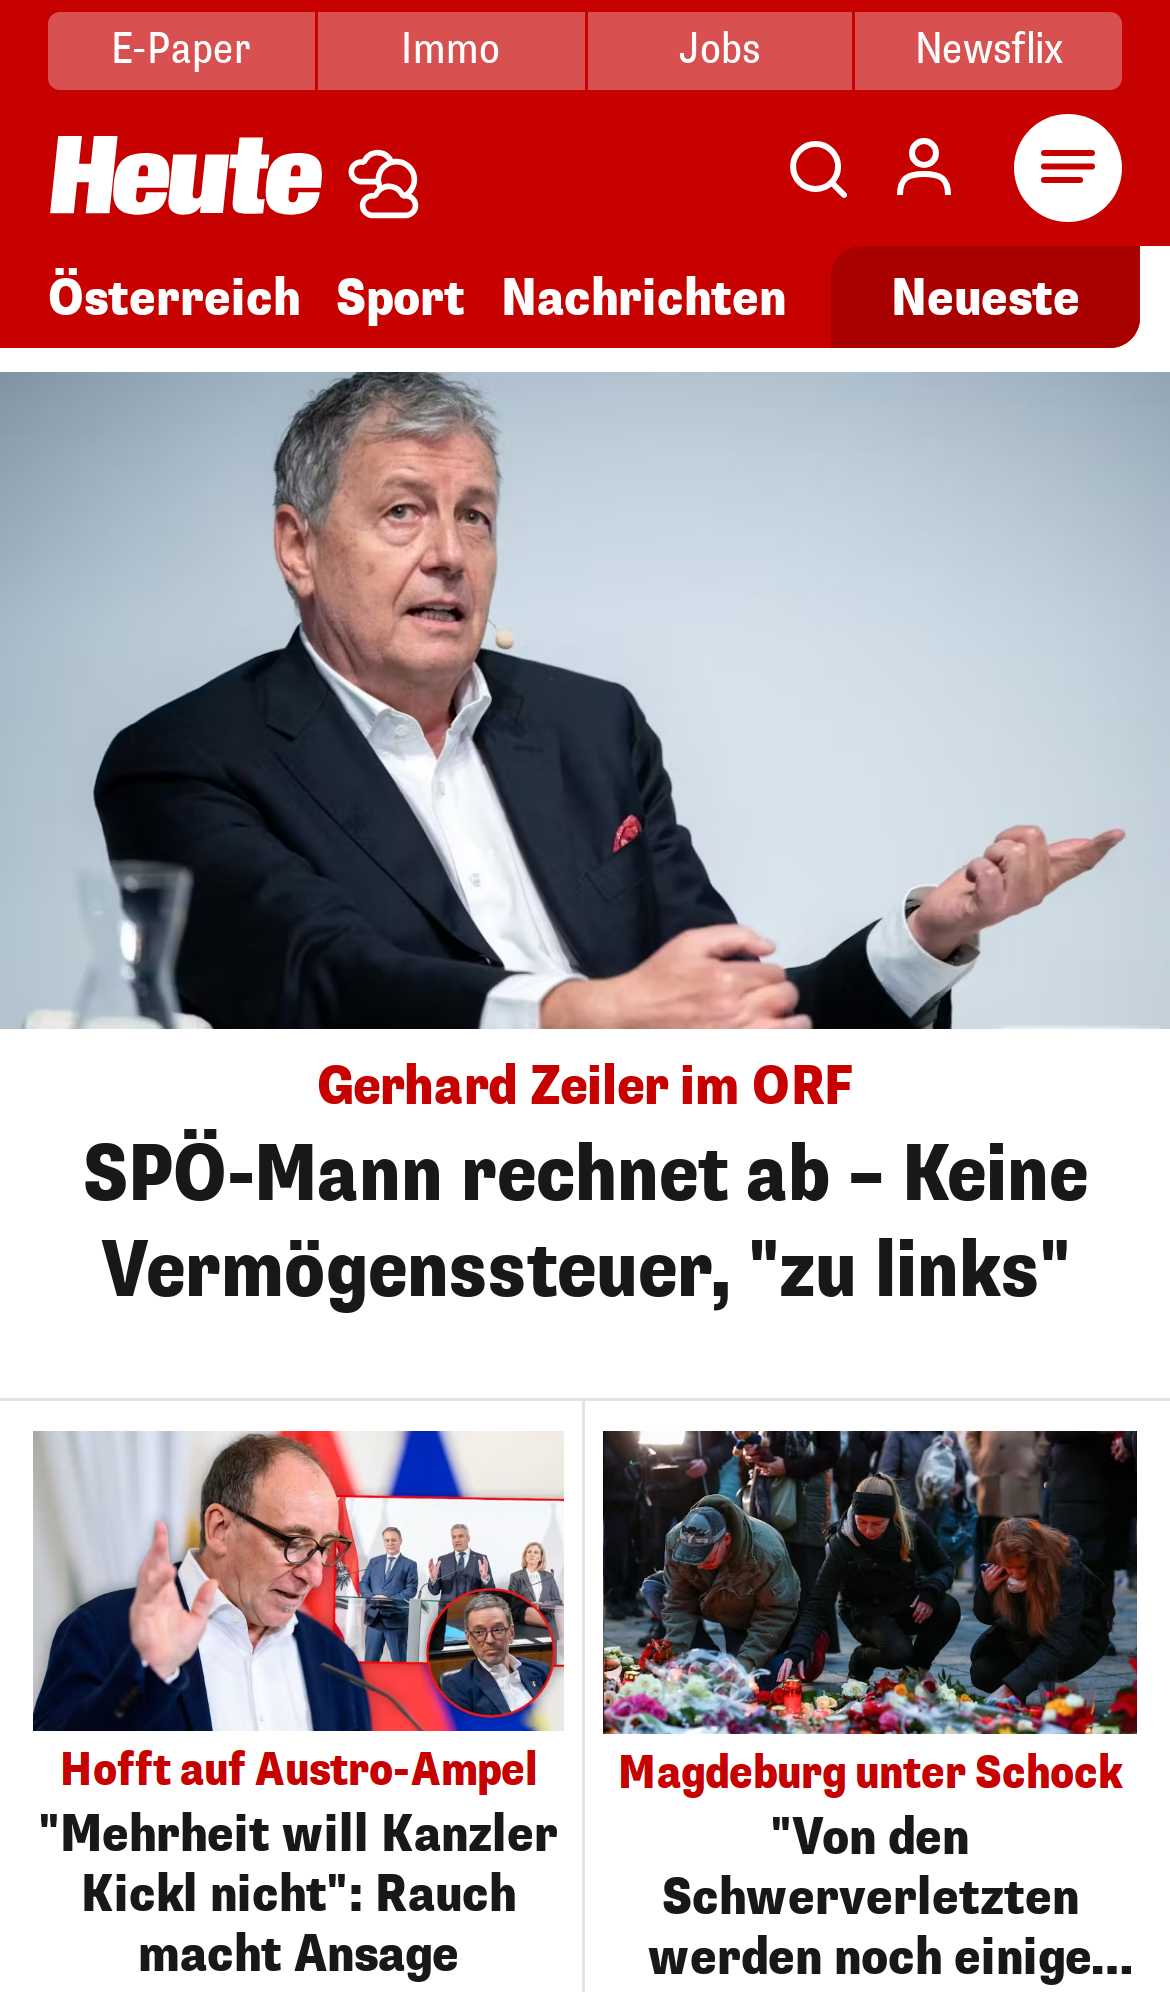 E-Paper
Immo
Jobs
Newsflix
Heute
Österreich
Sport
Nachrichten
Neueste
Gerhard Zeiler im ORF
SPÖ-Mann rechnet ab – Keine
Vermögenssteuer, "zu links"
Hofft auf Austro-Ampel
"Mehrheit will Kanzler
Kickl nicht": Rauch
macht Ansage
Magdeburg unter Schock
"Von den
Schwerverletzten
werden noch einige...